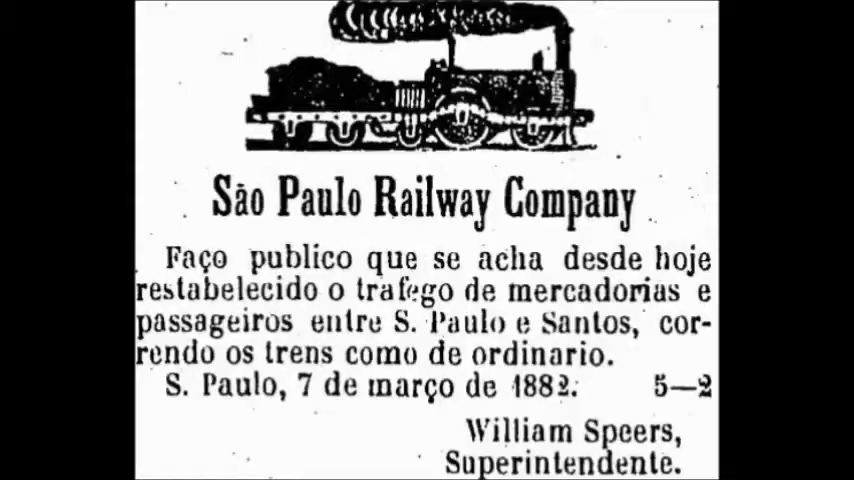 São Paulo Railway Company
Faço publico que se acha desde hoje
restabelecido o trafego de mercadorias e
passageiros entre S. Paulo e Santos, cor-
rendo os trens como de ordinario.
S. Paulo, 7 de março de 1882. 5—2
William Speers,
Superintendente.